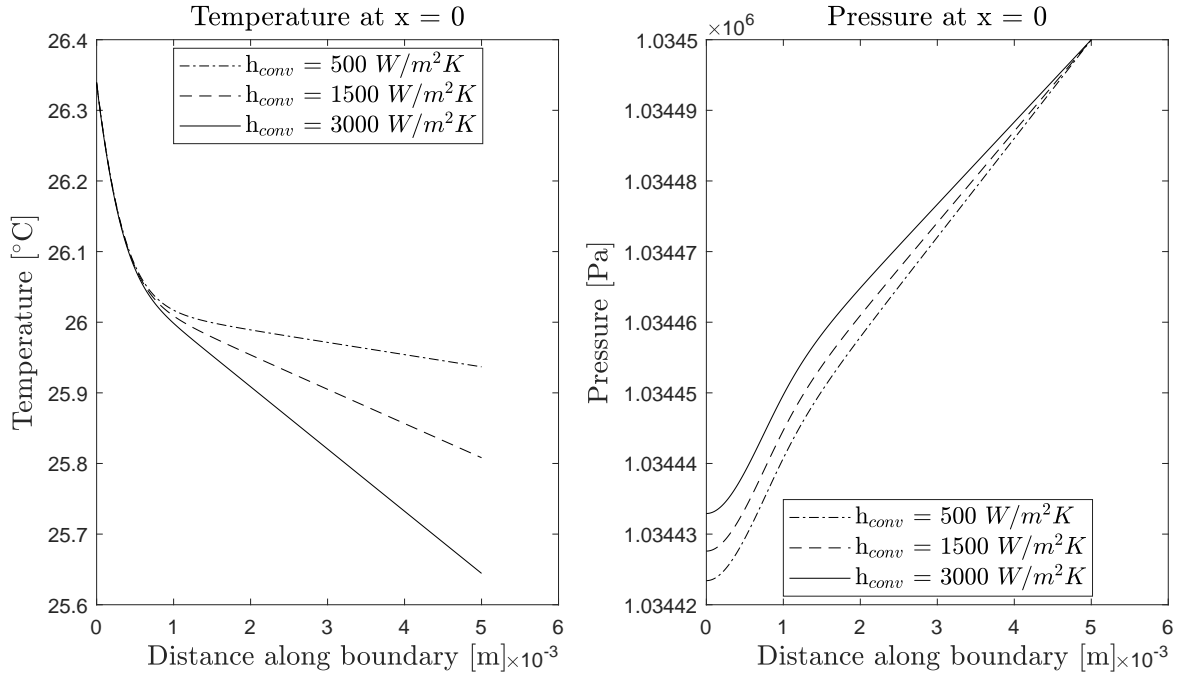 Temperature at x = 0
26.4
26.3
26.2
26.1
26
25.9
25.8
25.7
25.6
Temperature [°C]
h_conv = 500 W/m²K
h_conv = 1500 W/m²K
h_conv = 3000 W/m²K
0 1 2 3 4 5 6
Distance along boundary [m] ×10⁻³
Pressure at x = 0
×10⁶
1.0345
1.03449
1.03448
1.03447
1.03446
1.03445
1.03444
1.03443
1.03442
Pressure [Pa]
h_conv = 500 W/m²K
h_conv = 1500 W/m²K
h_conv = 3000 W/m²K
0 1 2 3 4 5 6
Distance along boundary [m] ×10⁻³